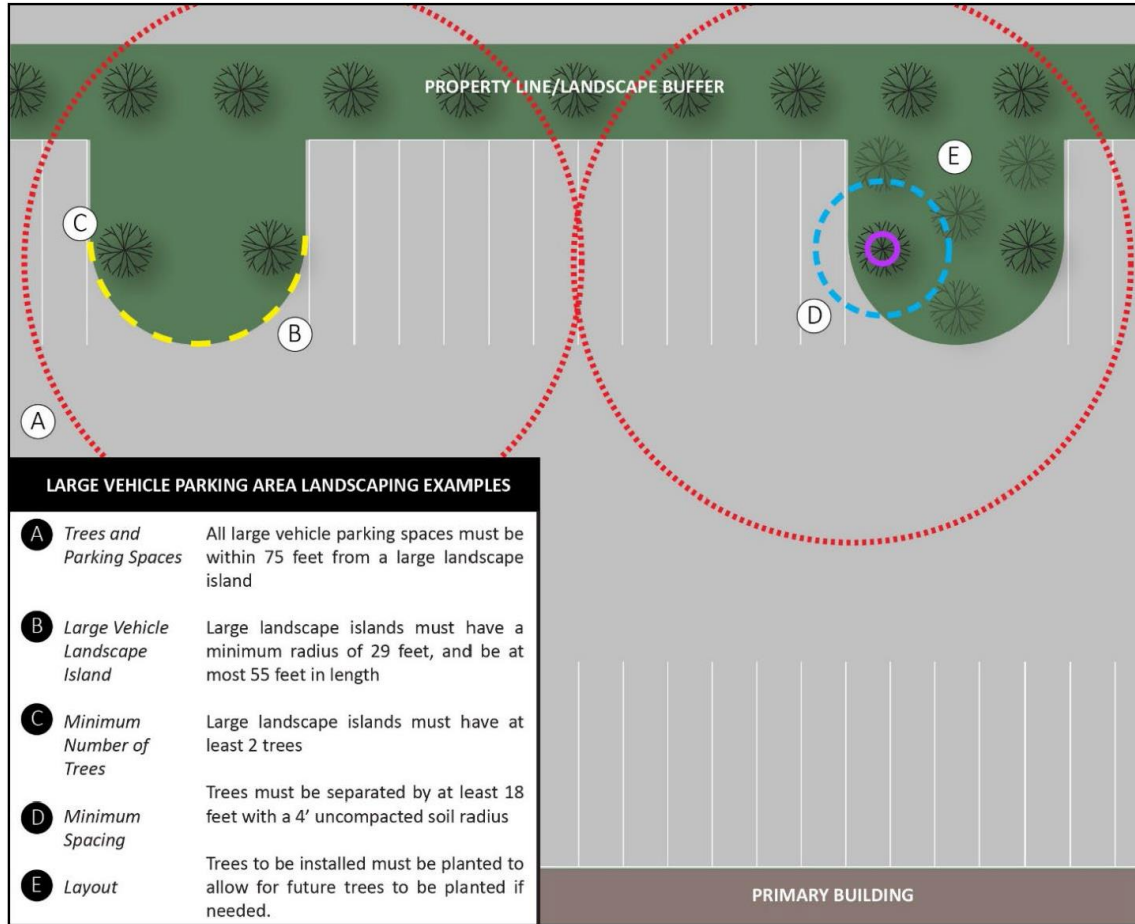 PROPERTY LINE/LANDSCAPE BUFFER
E
C
D
B
A
LARGE VEHICLE PARKING AREA LANDSCAPING EXAMPLES
A
Trees and
Parking Spaces
All large vehicle parking spaces must be
within 75 feet from a large landscape
island
B
Large Vehicle
Landscape
Island
Large landscape islands must have a
minimum radius of 29 feet, and be at
most 55 feet in length
C
Minimum
Number of
Trees
Large landscape islands must have at
least 2 trees
D
Minimum
Spacing
Trees must be separated by at least 18
feet with a 4’ uncompacted soil radius
E
Layout
Trees to be installed must be planted to
allow for future trees to be planted if
needed.
PRIMARY BUILDING